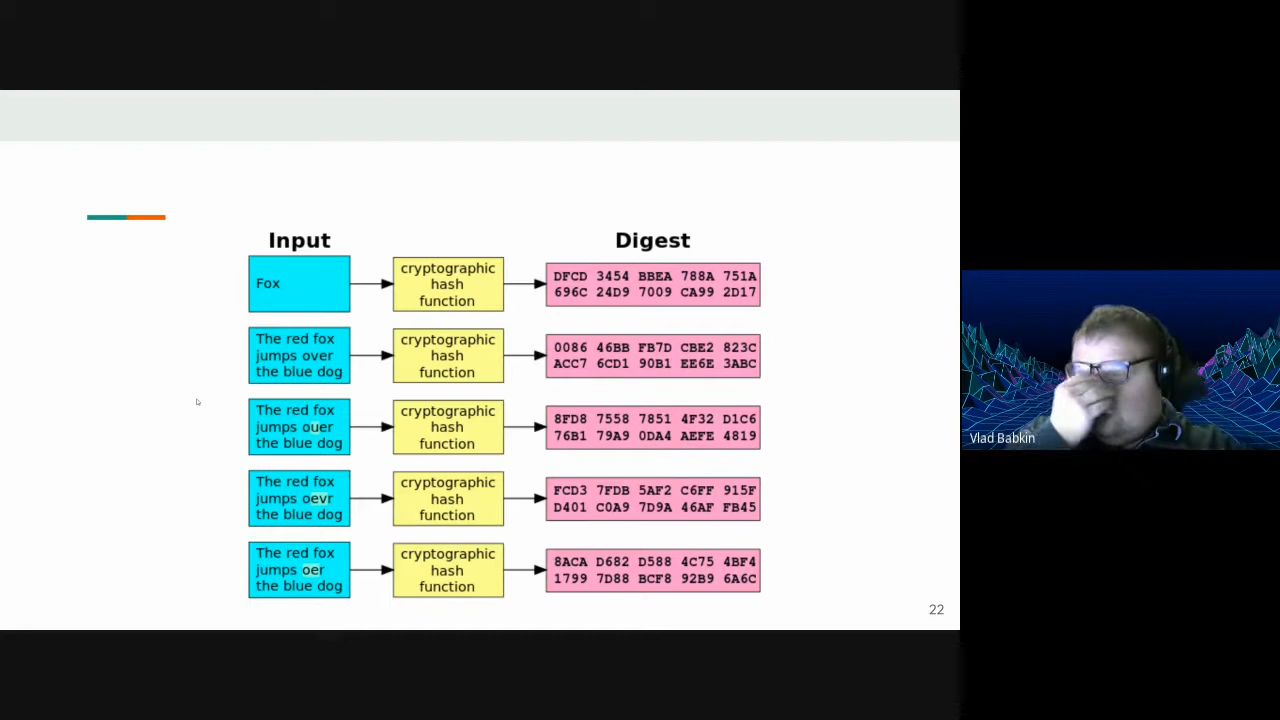 Input
Digest
Fox
cryptographic
hash
function
DFCD 3454 BBEA 788A 751A
696C 24D9 7009 CA99 2D17
The red fox
jumps over
the blue dog
cryptographic
hash
function
0086 46BB FB7D CBE2 823C
ACC7 6CD1 90B1 EE6E 3ABC
The red fox
jumps ouer
the blue dog
cryptographic
hash
function
8FD8 7558 7851 4F32 D1C6
76B1 79A9 0DA4 AEFE 4819
The red fox
jumps oevr
the blue dog
cryptographic
hash
function
FCD3 7FDB 5AF2 C6FF 915F
D401 C0A9 7D9A 46AF FB45
The red fox
jumps oer
the blue dog
cryptographic
hash
function
8ACA D682 D588 4C75 4BF4
1799 7D88 BCF8 92B9 6A6C
22
Vlad Babkin